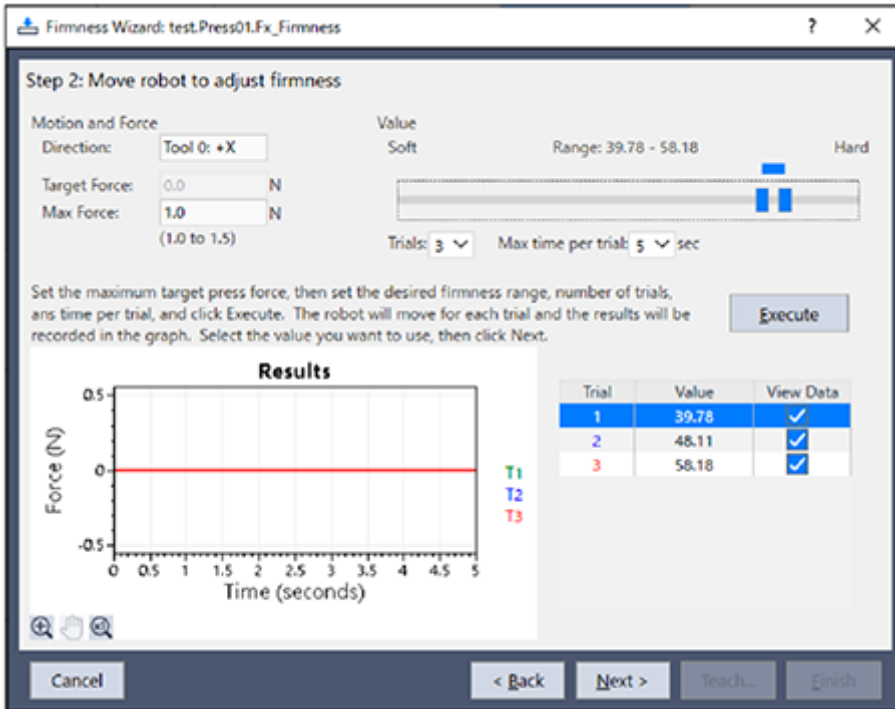 Firmness Wizard: test.Press01.Fx_Firmness
?
Step 2: Move robot to adjust firmness
Motion and Force
Direction: Tool 0: +X
Target Force: 0.0 N
Max Force: 1.0 N
(1.0 to 1.5)
Value
Soft Range: 39.78 - 58.18 Hard
Trials: 3 Max time per trial: 5 sec
Set the maximum target press force, then set the desired firmness range, number of trials,
ans time per trial, and click Execute. The robot will move for each trial and the results will be
recorded in the graph. Select the value you want to use, then click Next.
Execute
Results
Force (N)
0.5
0
-0.5
0 0.5 1 1.5 2 2.5 3 3.5 4 4.5 5
Time (seconds)
T1
T2
T3
Trial Value View Data
1 39.78
2 48.11
3 58.18
Cancel < Back Next > Teach... Finish